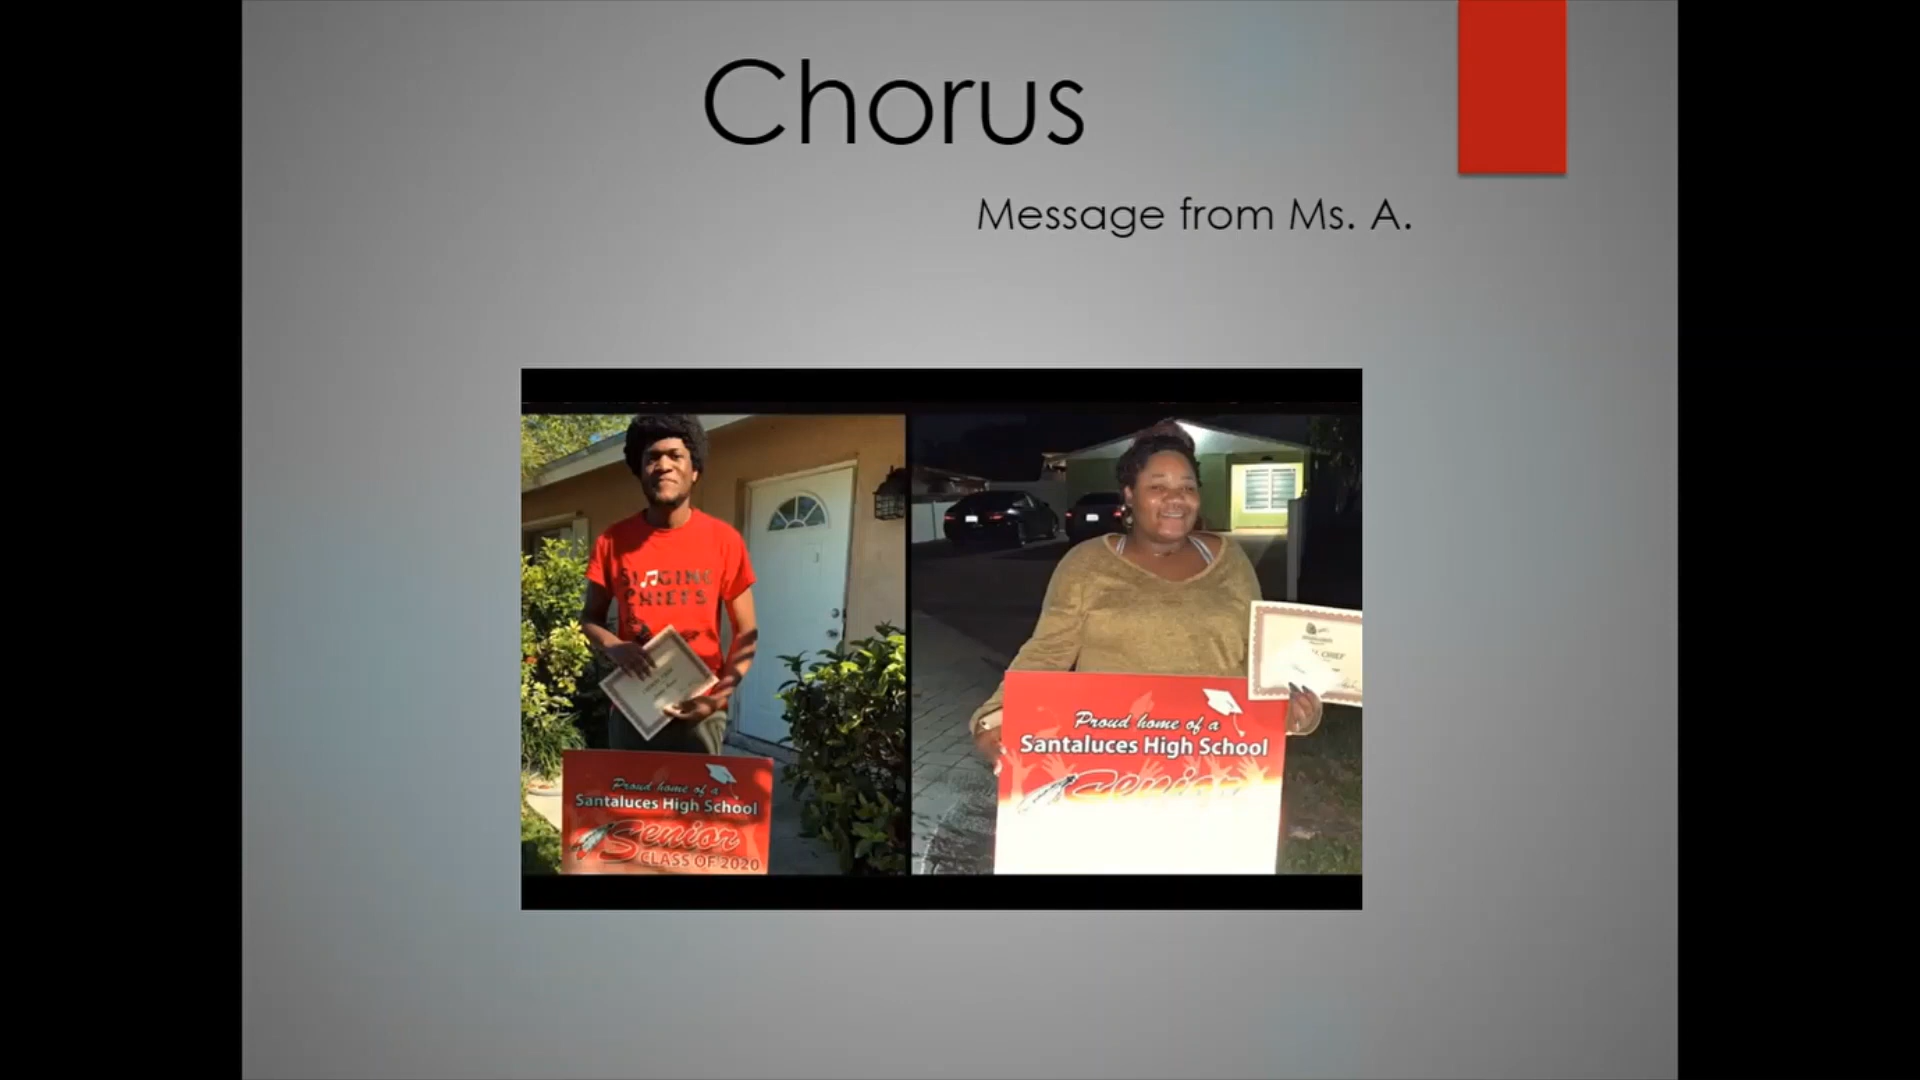 Chorus
Message from Ms. A.
SINGING
CHIEFS
Proud home of a
Santaluces High School
Senior
CLASS OF 2020
CHIEF
Proud home of a
Santaluces High School
Senior